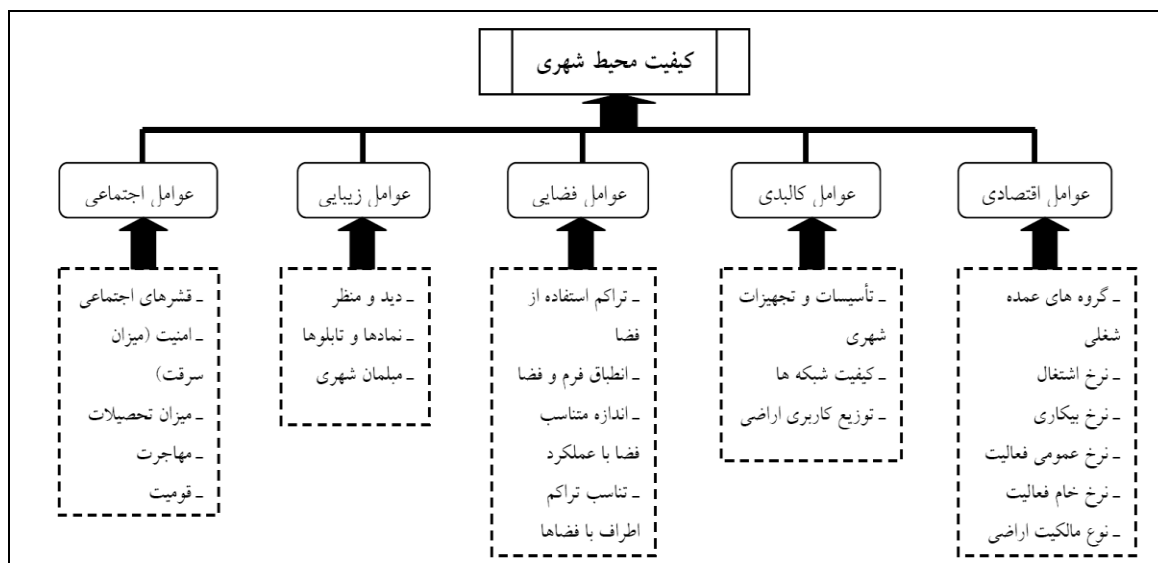 کیفیت محیط شهری
عوامل اقتصادی
عوامل کالبدی
عوامل فضایی
عوامل زیبایی
عوامل اجتماعی
ـ گروه های عمده
شغلی
ـ نرخ اشتغال
ـ نرخ بیکاری
ـ نرخ عمومی فعالیت
ـ نرخ خام فعالیت
ـ نوع مالکیت اراضی
ـ تأسیسات و تجهیزات
شهری
ـ کیفیت شبکه ها
ـ توزیع کاربری اراضی
ـ تراکم استفاده از
فضا
ـ انطباق فرم و فضا
ـ اندازه متناسب
فضا با عملکرد
ـ تناسب تراکم
اطراف با فضاها
ـ دید و منظر
ـ نمادها و تابلوها
ـ مبلمان شهری
ـ قشرهای اجتماعی
ـ امنیت (میزان
سرقت)
ـ میزان تحصیلات
ـ مهاجرت
ـ قومیت